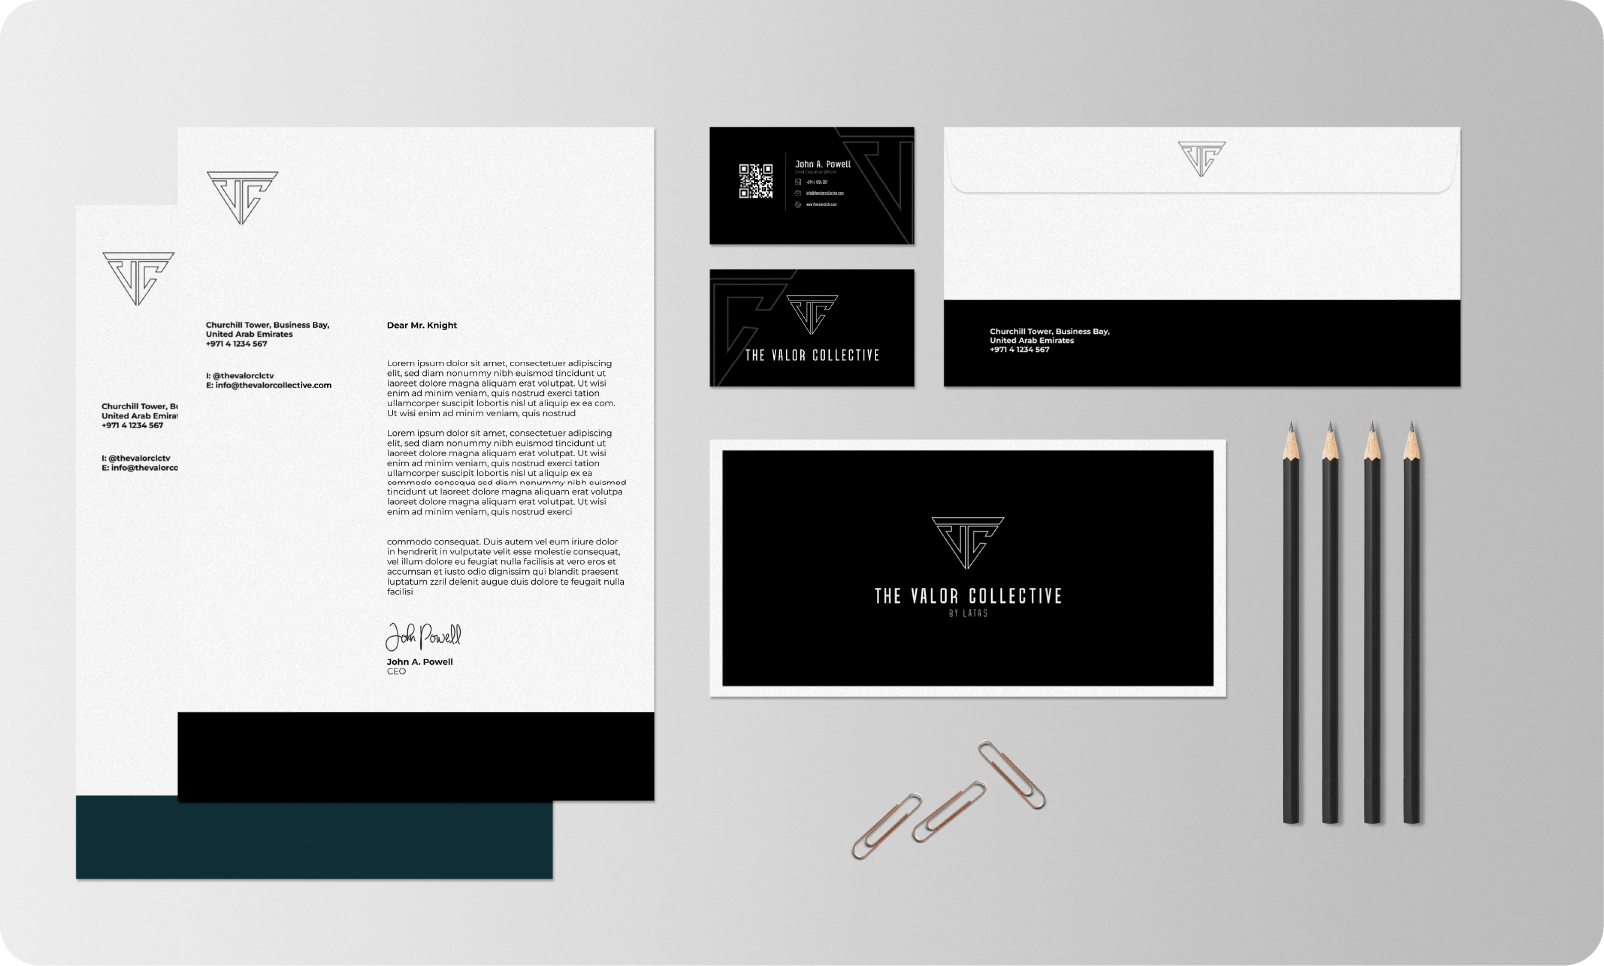 Churchill Tower, Business Bay,
United Arab Emirates
+971 4 1234 567
I: @thevalorclctv
E: info@thevalorcollective.com
Dear Mr. Knight
Lorem ipsum dolor sit amet, consectetuer adipiscing
elit, sed diam nonummy nibh euismod tincidunt ut
laoreet dolore magna aliquam erat volutpat. Ut wisi
enim ad minim veniam, quis nostrud exerci tation
ullamcorper suscipit lobortis nisl ut aliquip ex ea com.
Ut wisi enim ad minim veniam, quis nostrud
Lorem ipsum dolor sit amet, consectetuer adipiscing
elit, sed diam nonummy nibh euismod tincidunt ut
laoreet dolore magna aliquam erat volutpat. Ut wisi
enim ad minim veniam, quis nostrud exerci tation
ullamcorper suscipit lobortis nisl ut aliquip ex ea
commodo consequa sed diam nonummy nibh euismod
tincidunt ut laoreet dolore magna aliquam erat volutpa
laoreet dolore magna aliquam erat volutpat. Ut wisi
enim ad minim veniam, quis nostrud exerci
commodo consequat. Duis autem vel eum iriure dolor
in hendrerit in vulputate velit esse molestie consequat,
vel illum dolore eu feugiat nulla facilisis at vero eros et
accumsan et iusto odio dignissim qui blandit praesent
luptatum zzril delenit augue duis dolore te feugait nulla
facilisi
John Powell
John A. Powell
CEO
Churchill Tower, B
United Arab Emira
+971 4 1234 567
I: @thevalorclctv
E: info@thevalorco
John A. Powell
Chief Executive Officer
info@thevalorcollective.com
THE VALOR COLLECTIVE
Churchill Tower, Business Bay,
United Arab Emirates
+971 4 1234 567
THE VALOR COLLECTIVE
BY LATAS